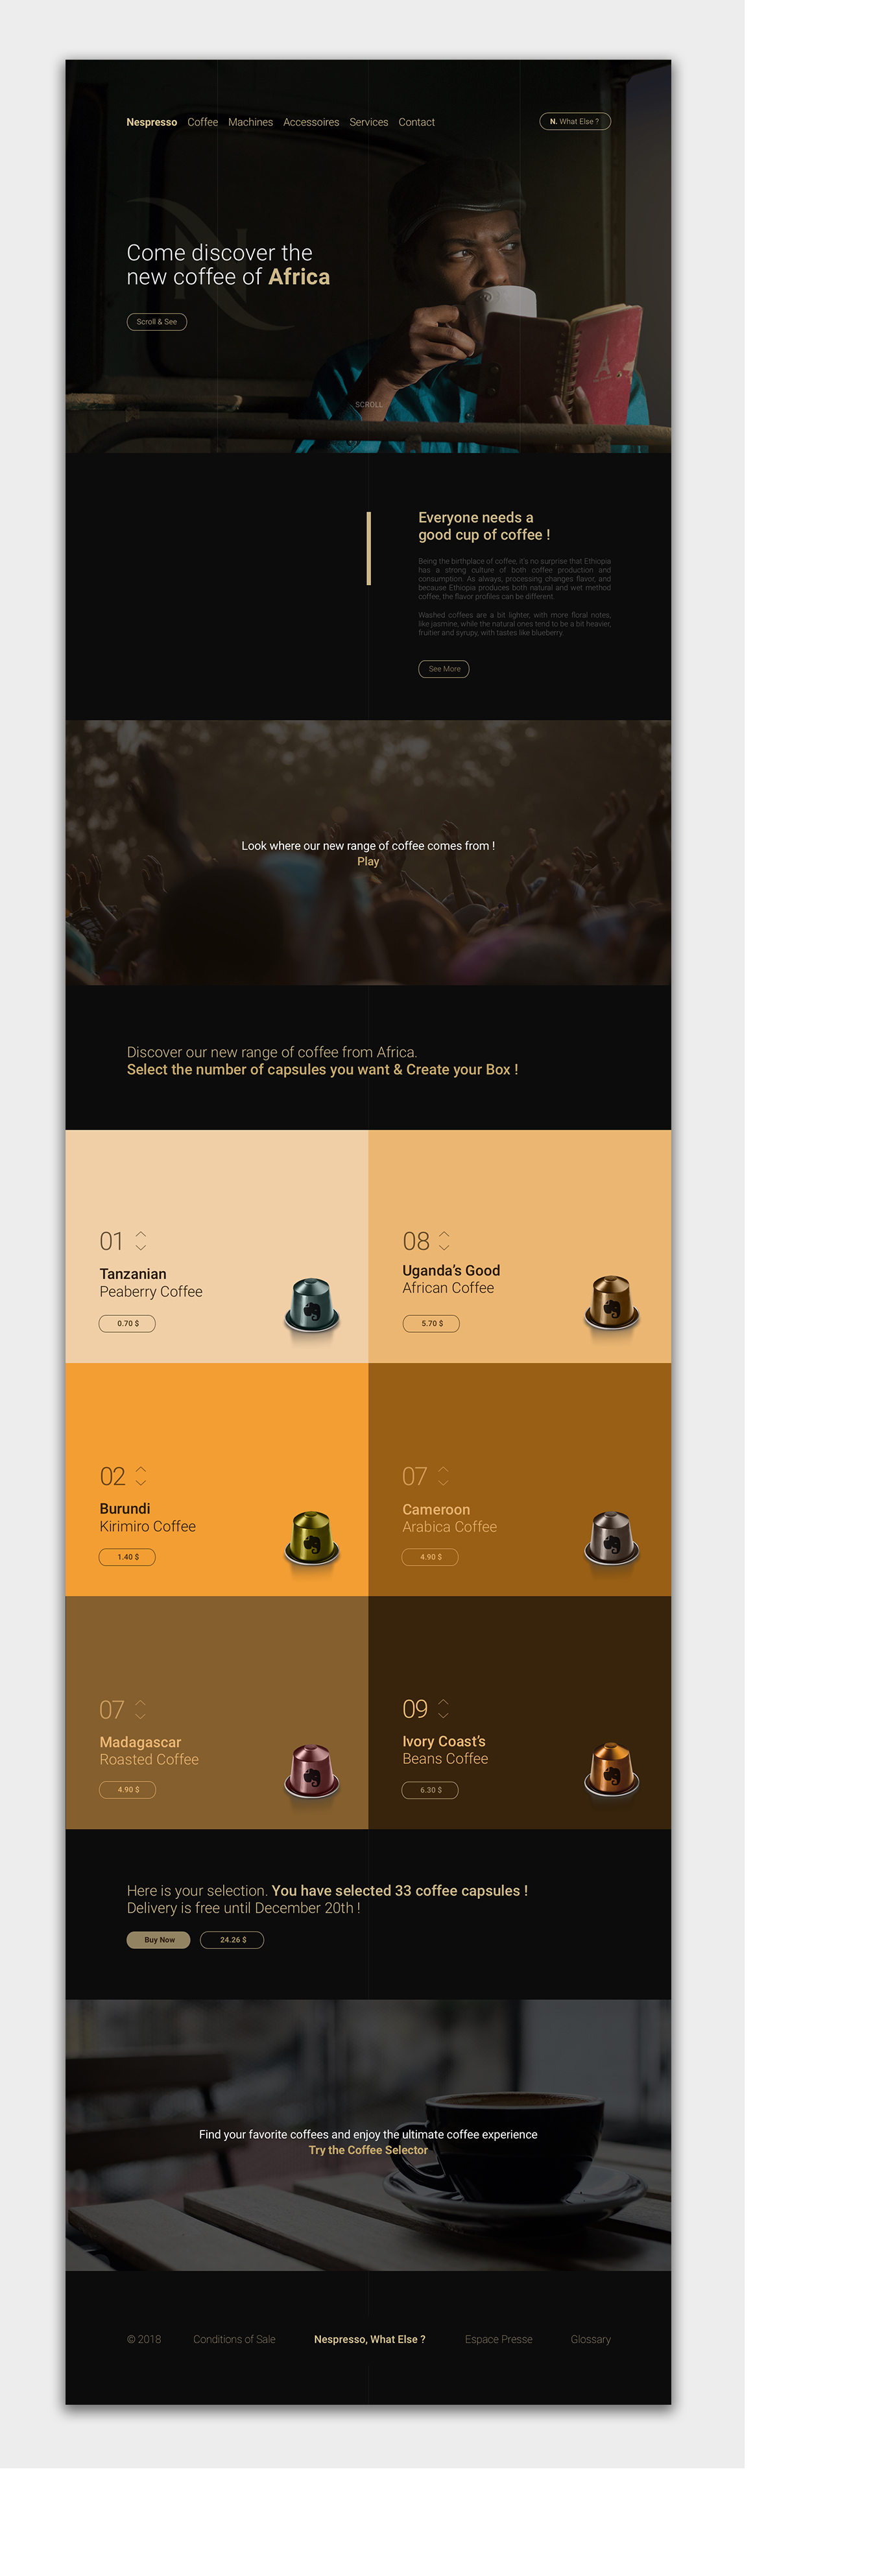 Nespresso Coffee Machines Accessoires Services Contact
N. What Else ?
Come discover the
new coffee of Africa
Scroll & See
SCROLL
Everyone needs a
good cup of coffee !
Being the birthplace of coffee, it's no surprise that Ethiopia
has a strong culture of both coffee production and
consumption. As always, processing changes flavor, and
because Ethiopia produces both natural and wet method
coffee, the flavor profiles can be different.
Washed coffees are a bit lighter, with more floral notes,
like jasmine, while the natural ones tend to be a bit heavier,
fruitier and syrupy, with tastes like blueberry.
See More
Look where our new range of coffee comes from !
Play
Discover our new range of coffee from Africa.
Select the number of capsules you want & Create your Box !
01
Tanzanian
Peaberry Coffee
0.70 $
08
Uganda's Good
African Coffee
5.70 $
02
Burundi
Kirimiro Coffee
1.40 $
07
Cameroon
Arabica Coffee
4.90 $
07
Madagascar
Roasted Coffee
4.90 $
09
Ivory Coast's
Beans Coffee
6.30 $
Here is your selection. You have selected 33 coffee capsules !
Delivery is free until December 20th !
Buy Now
24.26 $
Find your favorite coffees and enjoy the ultimate coffee experience
Try the Coffee Selector
© 2018 Conditions of Sale Nespresso, What Else ? Espace Presse Glossary